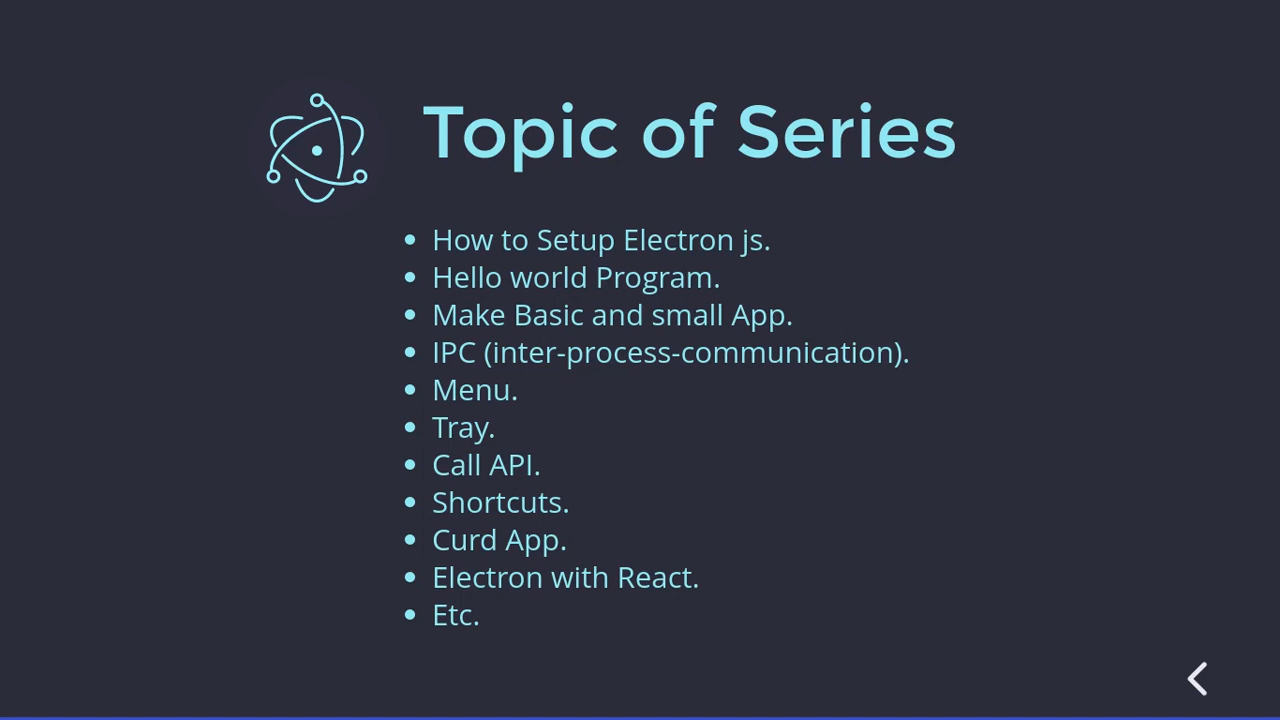 Topic of Series
• How to Setup Electron js.
• Hello world Program.
• Make Basic and small App.
• IPC (inter-process-communication).
• Menu.
• Tray.
• Call API.
• Shortcuts.
• Curd App.
• Electron with React.
• Etc.